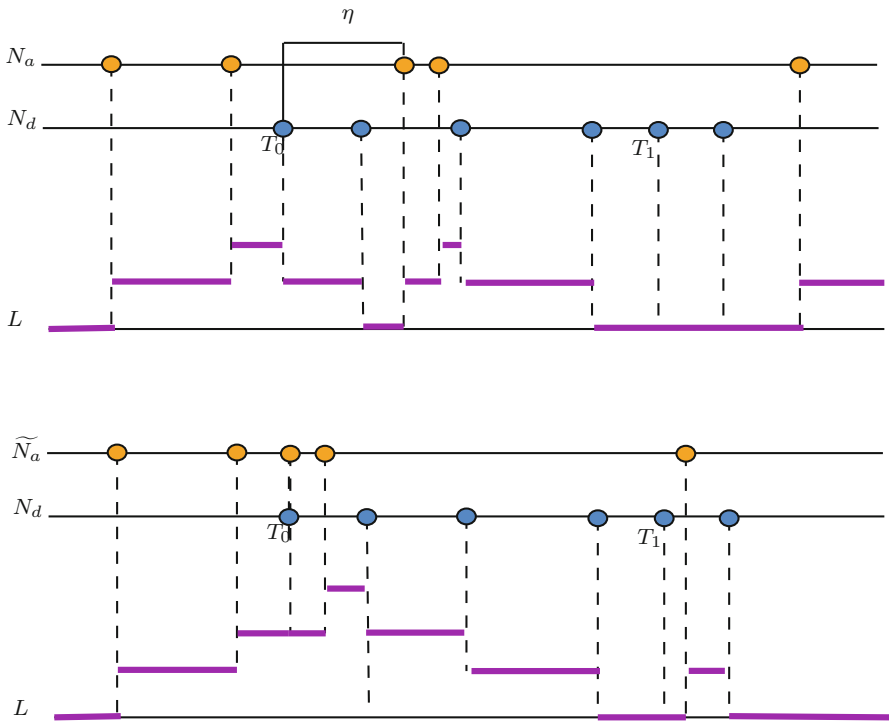 η
N_a
N_d
T_0
T_1
L
\widetilde{N_a}
N_d
T_0
T_1
L